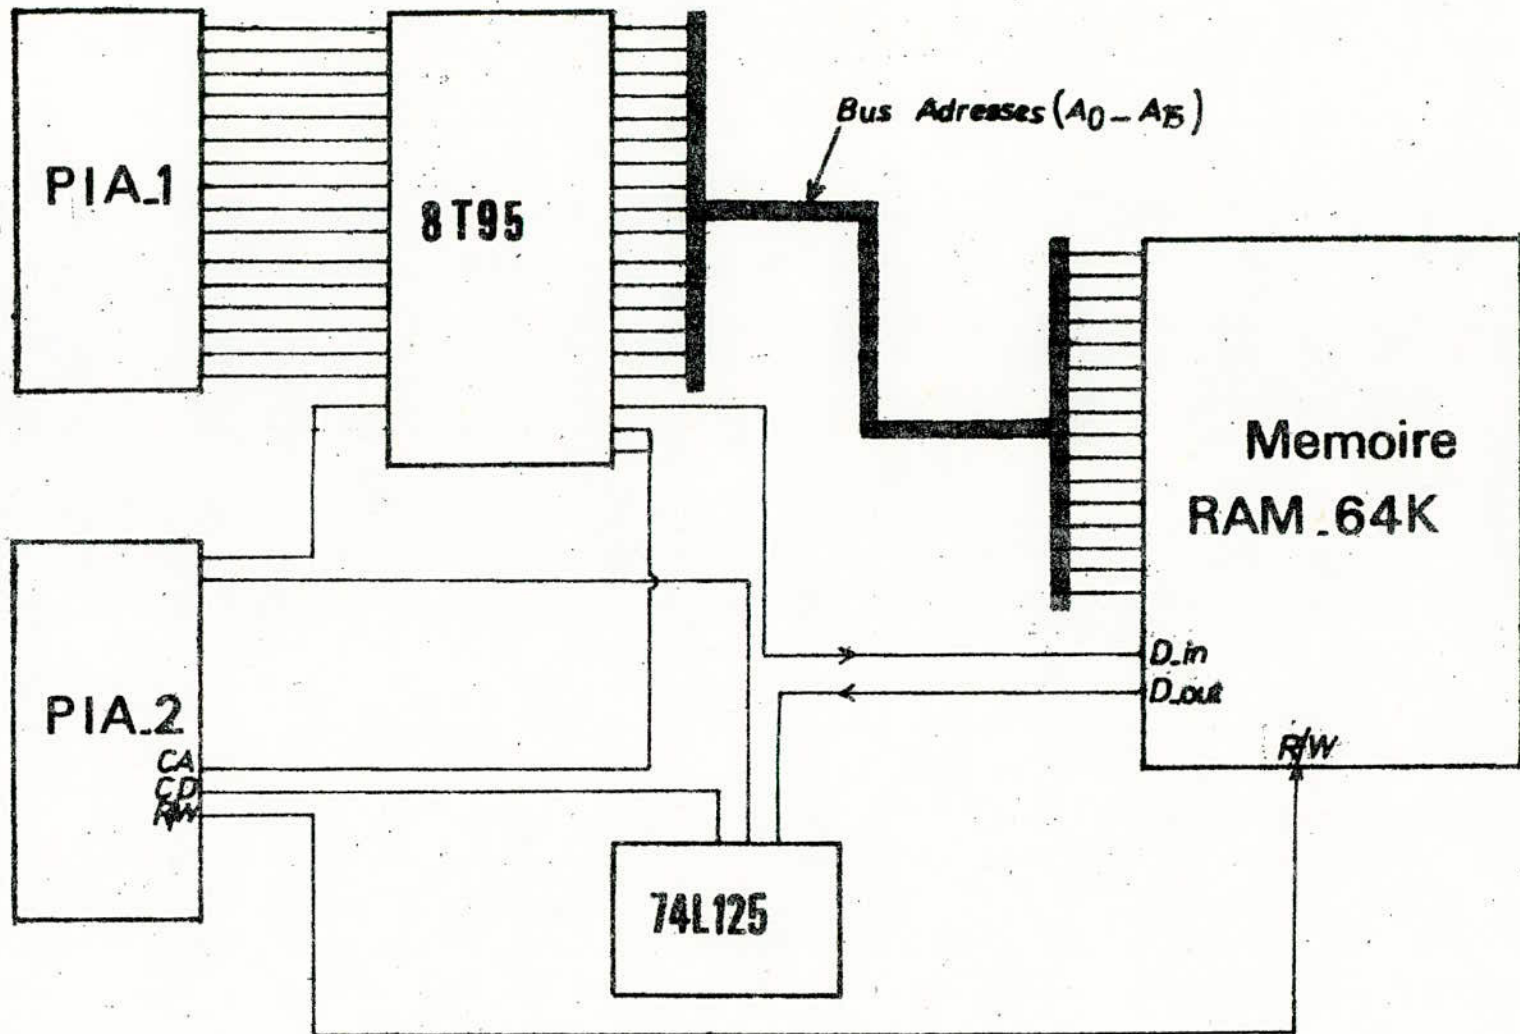 PIA_1
8T95
Bus Adresses (A0 _ A15)
Memoire
RAM_64K
D_in
D_out
R/W
PIA_2
CA
CD
R/W
74L125